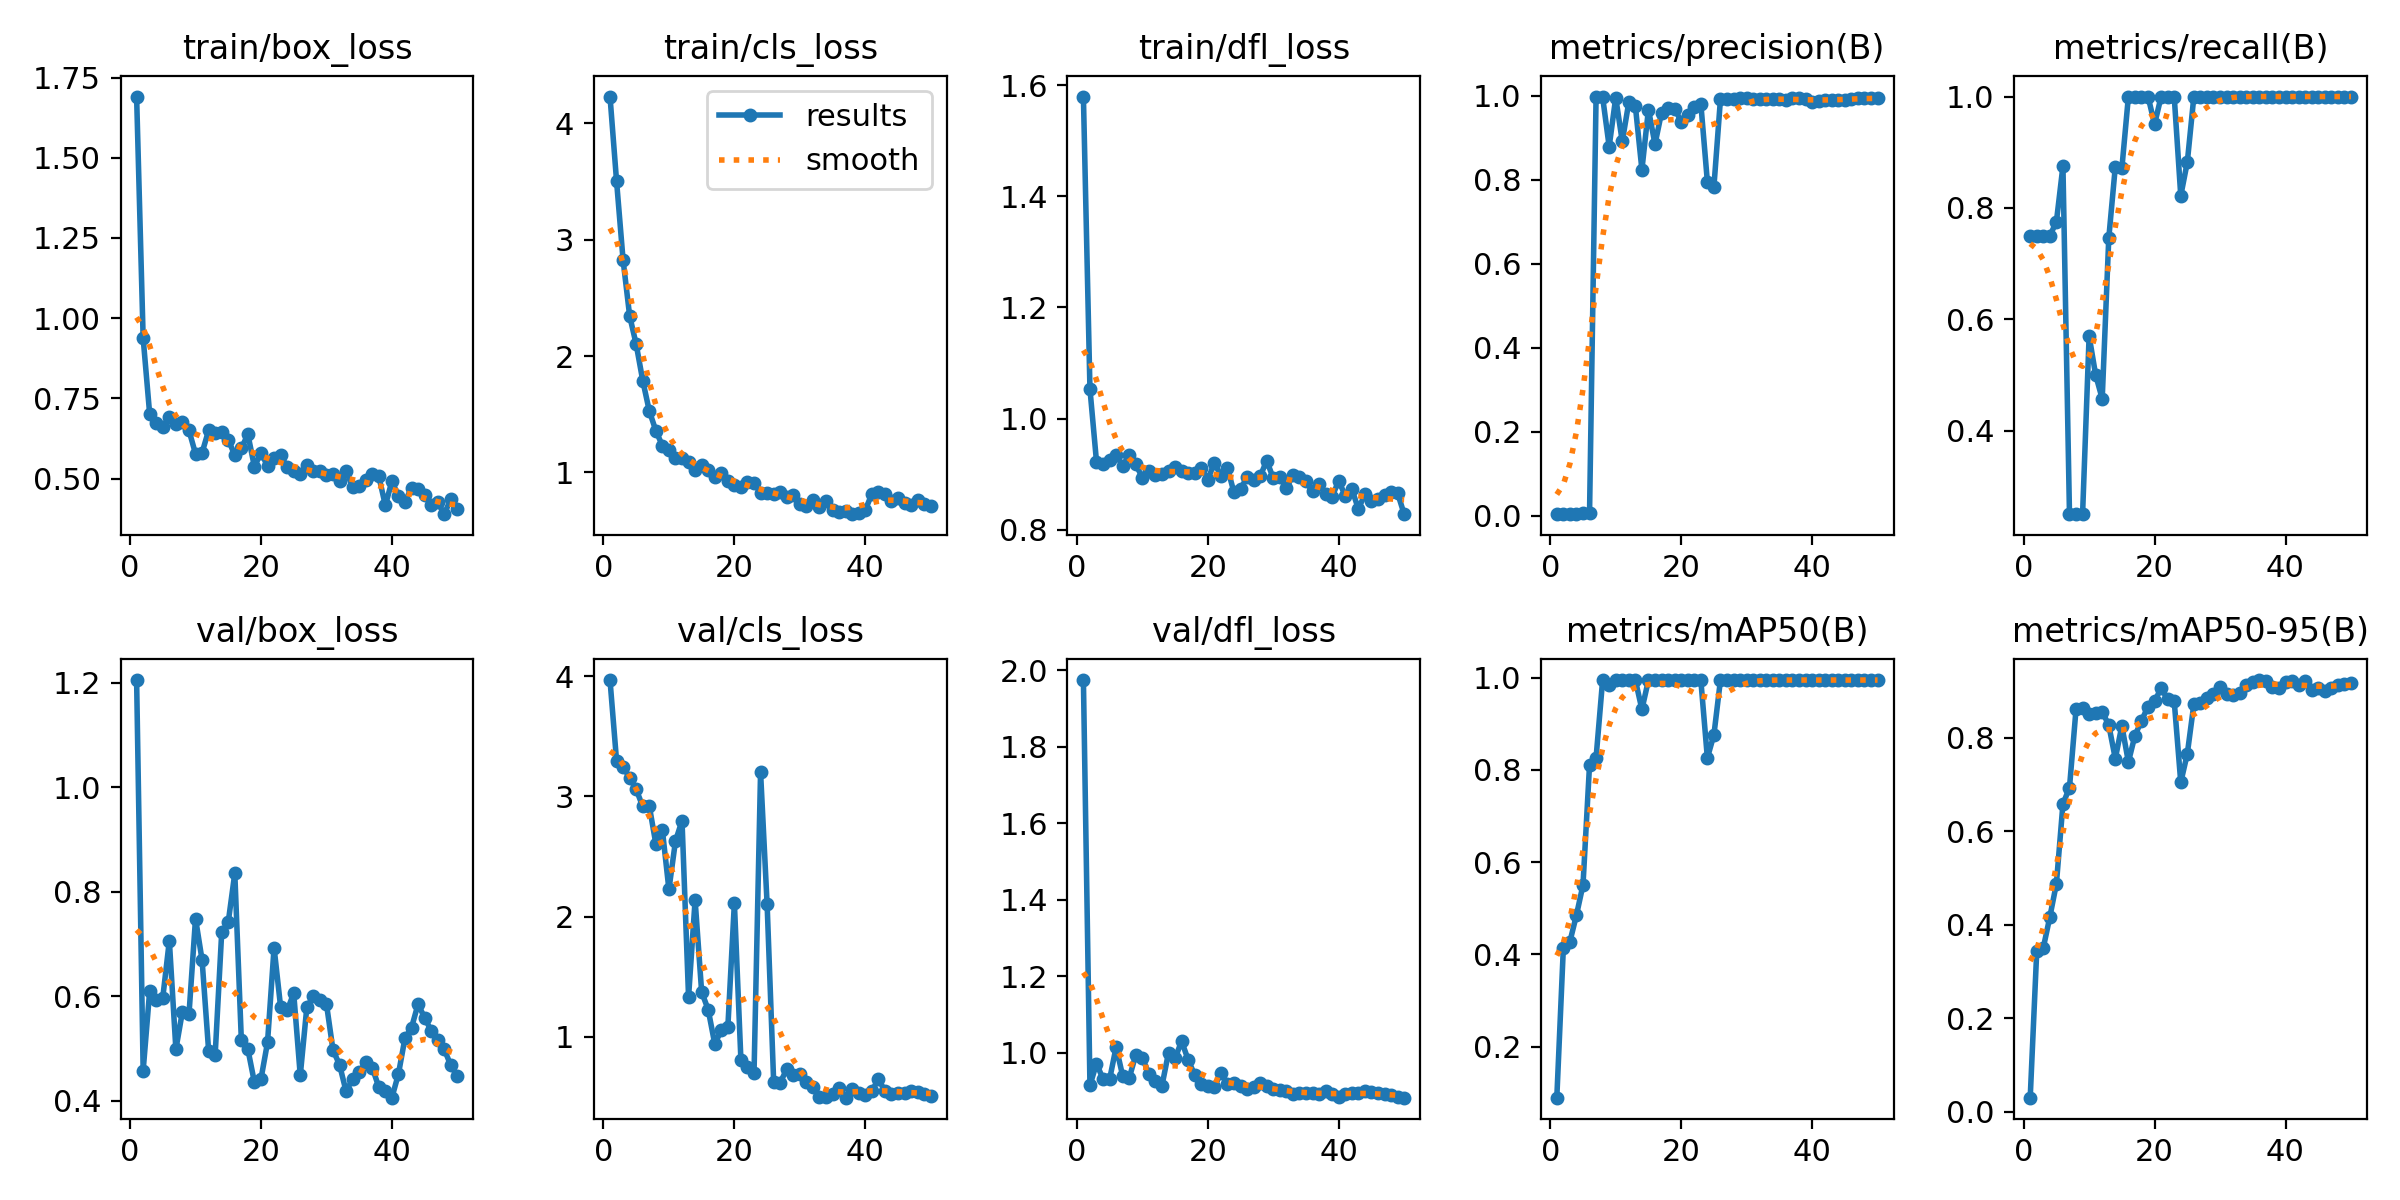 train/box_loss
1.75
1.50
1.25
1.00
0.75
0.50
0 20 40
train/cls_loss
results
smooth
4
3
2
1
0 20 40
train/dfl_loss
1.6
1.4
1.2
1.0
0.8
0 20 40
metrics/precision(B)
1.0
0.8
0.6
0.4
0.2
0.0
0 20 40
metrics/recall(B)
1.0
0.8
0.6
0.4
0 20 40
val/box_loss
1.2
1.0
0.8
0.6
0.4
0 20 40
val/cls_loss
4
3
2
1
0 20 40
val/dfl_loss
2.0
1.8
1.6
1.4
1.2
1.0
0 20 40
metrics/mAP50(B)
1.0
0.8
0.6
0.4
0.2
0 20 40
metrics/mAP50-95(B)
0.8
0.6
0.4
0.2
0.0
0 20 40